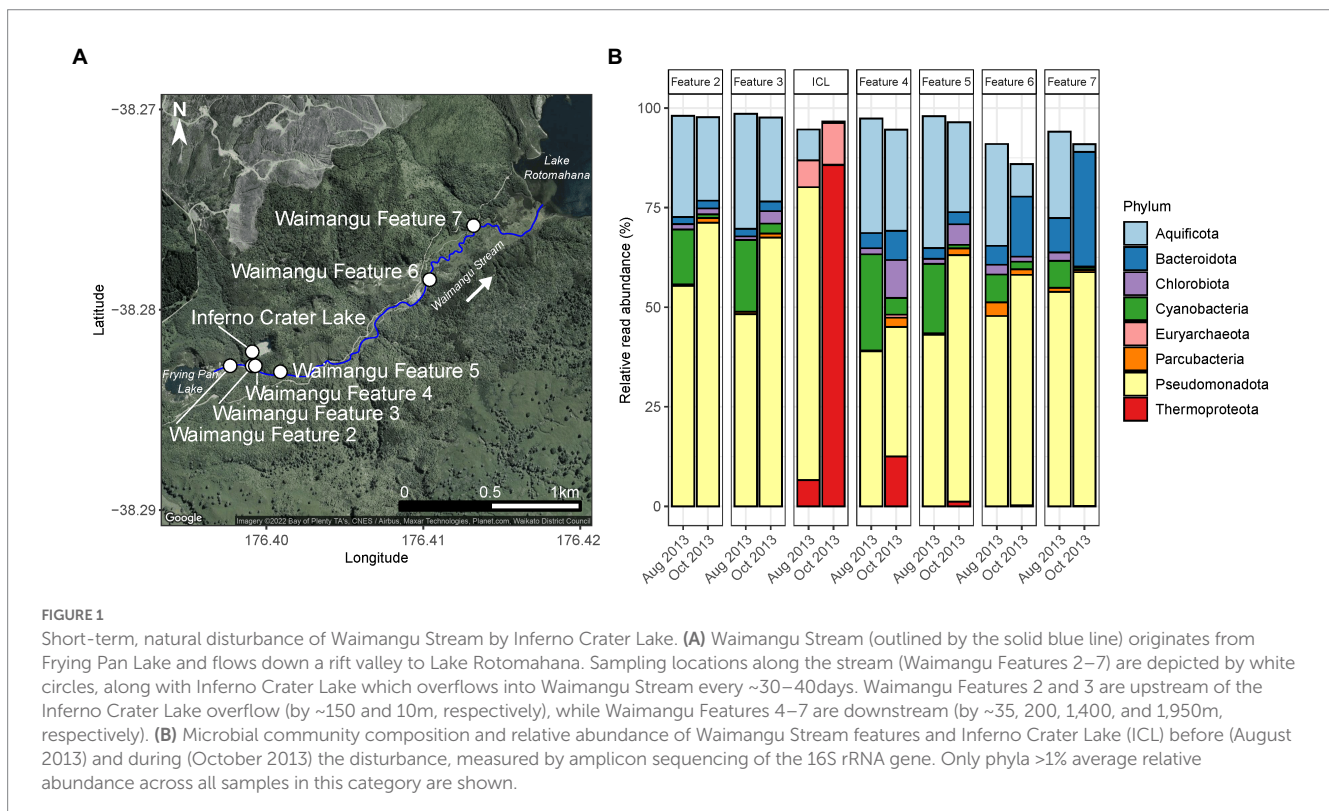 A
B
−38.27
−38.28
−38.29
Latitude
N
Lake
Rotomahana
Waimangu Feature 7
Waimangu Feature 6
Waimangu Stream
Inferno Crater Lake
Frying Pan
Lake
Waimangu Feature 5
Waimangu Feature 4
Waimangu Feature 3
Waimangu Feature 2
0 0.5 1km
Google
Imagery ©2022 Bay of Plenty TA's, CNES / Airbus, Maxar Technologies, Planet.com, Waikato District Council
176.40 176.41 176.42
Longitude
Feature 2 Feature 3 ICL Feature 4 Feature 5 Feature 6 Feature 7
100
75
50
25
0
Relative read abundance (%)
Aug 2013 Oct 2013 Aug 2013 Oct 2013 Aug 2013 Oct 2013 Aug 2013 Oct 2013 Aug 2013 Oct 2013 Aug 2013 Oct 2013 Aug 2013 Oct 2013
Phylum
Aquificota
Bacteroidota
Chlorobiota
Cyanobacteria
Euryarchaeota
Parcubacteria
Pseudomonadota
Thermoproteota
FIGURE 1
Short-term, natural disturbance of Waimangu Stream by Inferno Crater Lake. (A) Waimangu Stream (outlined by the solid blue line) originates from
Frying Pan Lake and flows down a rift valley to Lake Rotomahana. Sampling locations along the stream (Waimangu Features 2–7) are depicted by white
circles, along with Inferno Crater Lake which overflows into Waimangu Stream every ~30–40days. Waimangu Features 2 and 3 are upstream of the
Inferno Crater Lake overflow (by ~150 and 10m, respectively), while Waimangu Features 4–7 are downstream (by ~35, 200, 1,400, and 1,950m,
respectively). (B) Microbial community composition and relative abundance of Waimangu Stream features and Inferno Crater Lake (ICL) before (August
2013) and during (October 2013) the disturbance, measured by amplicon sequencing of the 16S rRNA gene. Only phyla >1% average relative
abundance across all samples in this category are shown.